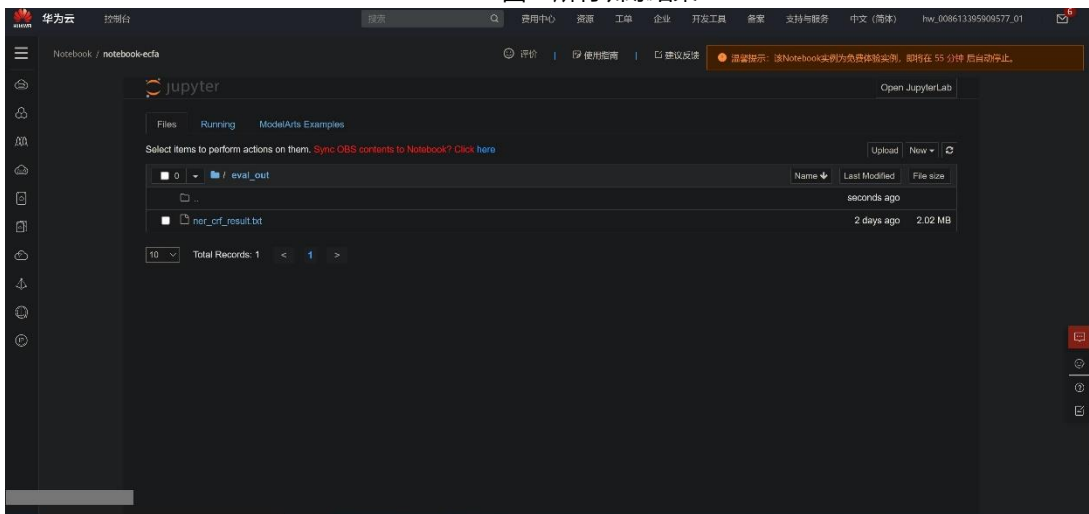 华为云 控制台 搜索 费用中心 资源 工单 企业 开发工具 备案 支持与服务 中文 (简体) hw_008613395909577_01 6
HUAWEI
Notebook / notebook-ecfa 评价 | 使用指南 | 建议反馈 温馨提示：该Notebook实例为免费体验实例，即将在 55 分钟 后自动停止。
jupyter Open JupyterLab
Files Running ModelArts Examples
Select items to perform actions on them. Sync OBS contents to Notebook? Click here Upload New
0 / eval_out Name Last Modified File size
.. seconds ago
ner_crf_result.txt 2 days ago 2.02 MB
10 Total Records: 1 < 1 >